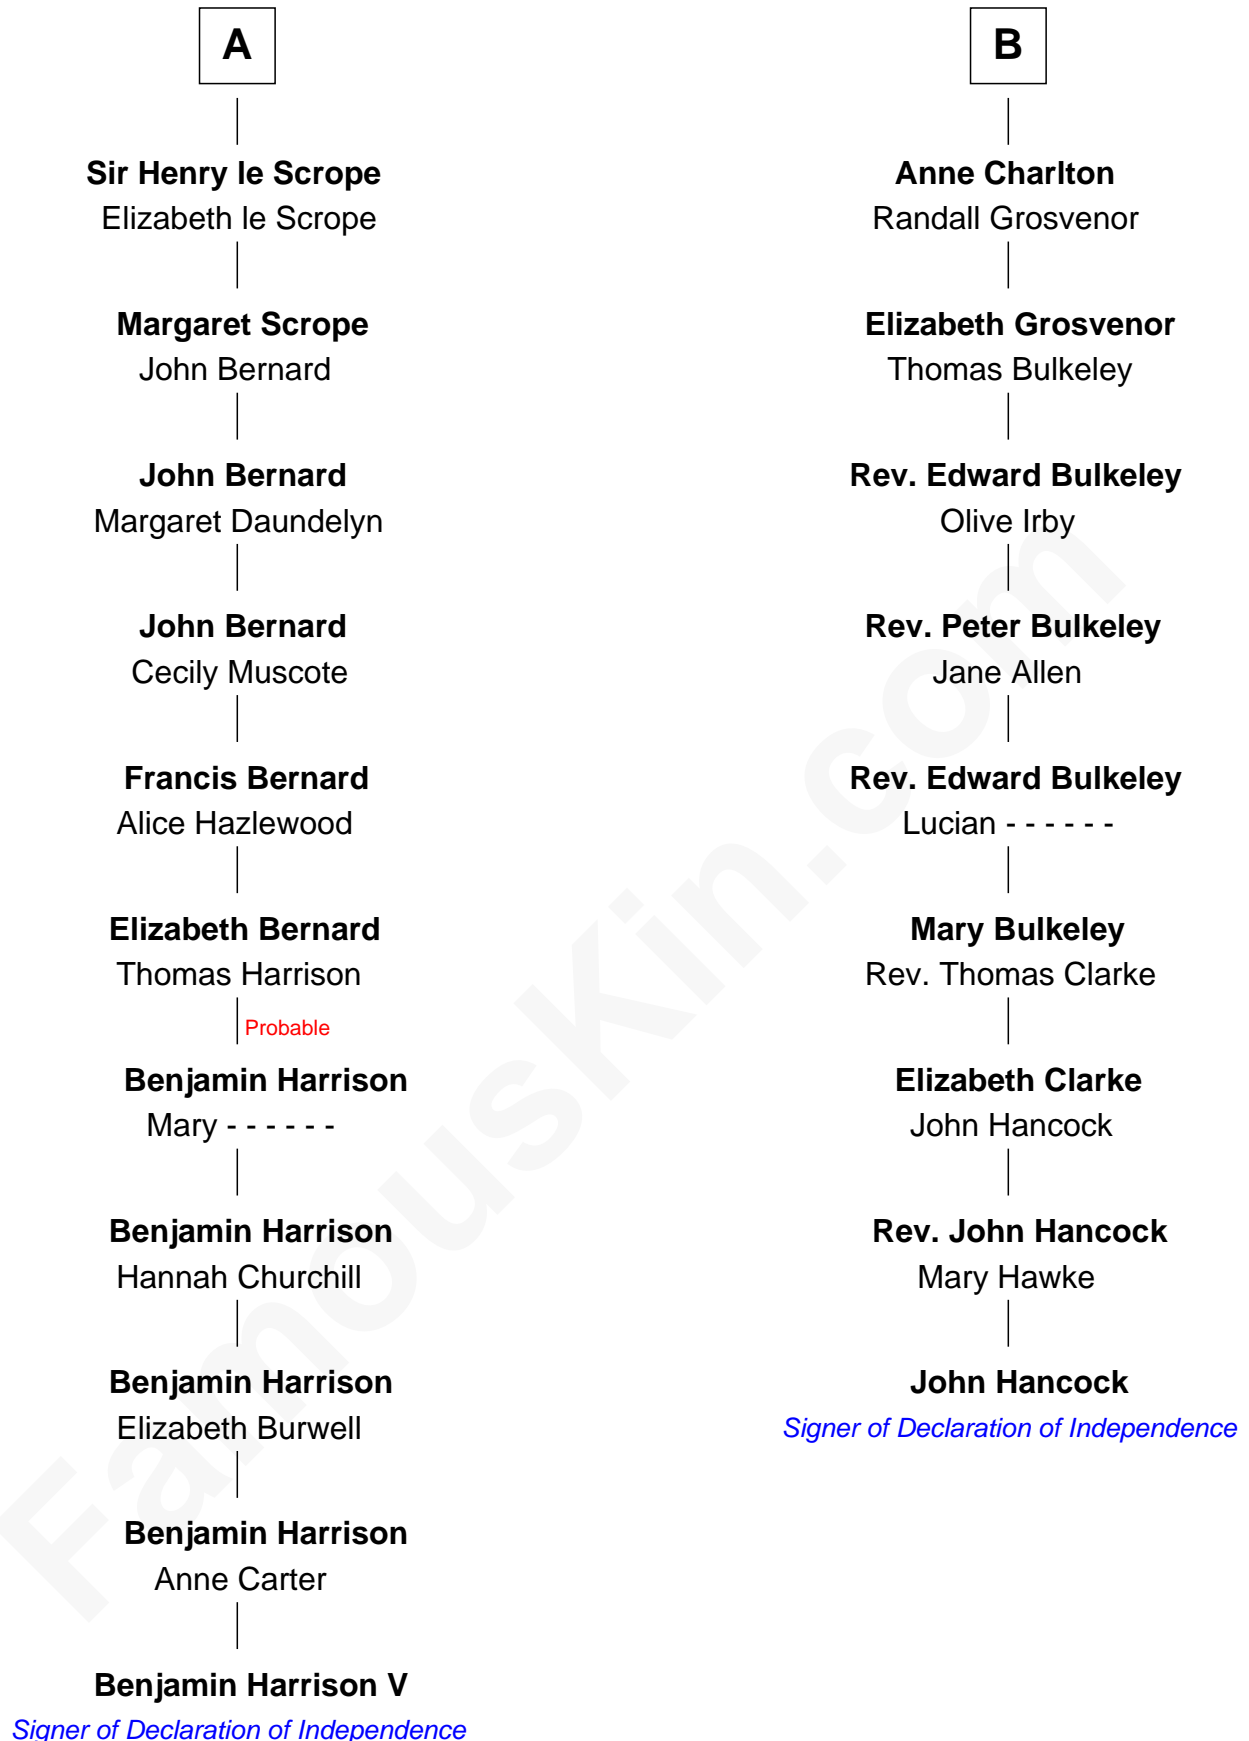 A
Sir Henry le Scrope
Elizabeth le Scrope
Margaret Scrope
John Bernard
John Bernard
Margaret Daundelyn
John Bernard
Cecily Muscote
Francis Bernard
Alice Hazlewood
Elizabeth Bernard
Thomas Harrison
Probable
Benjamin Harrison
Mary - - - - - -
Benjamin Harrison
Hannah Churchill
Benjamin Harrison
Elizabeth Burwell
Benjamin Harrison
Anne Carter
Benjamin Harrison V
Signer of Declaration of Independence
B
Anne Charlton
Randall Grosvenor
Elizabeth Grosvenor
Thomas Bulkeley
Rev. Edward Bulkeley
Olive Irby
Rev. Peter Bulkeley
Jane Allen
Rev. Edward Bulkeley
Lucian - - - - - -
Mary Bulkeley
Rev. Thomas Clarke
Elizabeth Clarke
John Hancock
Rev. John Hancock
Mary Hawke
John Hancock
Signer of Declaration of Independence
FamousKin.com